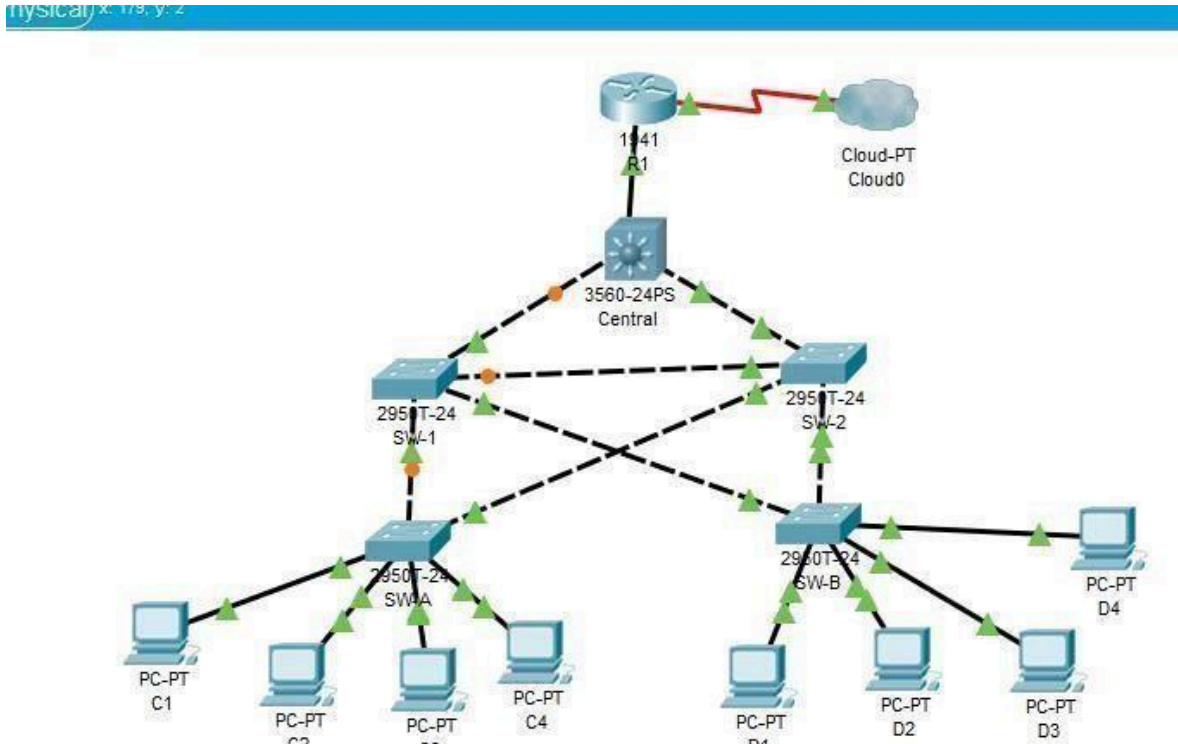 Physical x: 179, y: 2
1941
R1
Cloud-PT
Cloud0
3560-24PS
Central
2950T-24
SW-1
2950T-24
SW-2
2950T-24
SW-A
2950T-24
SW-B
PC-PT
D4
PC-PT
C1
PC-PT
PC-PT
PC-PT
C4
PC-PT
D1
PC-PT
D2
PC-PT
D3